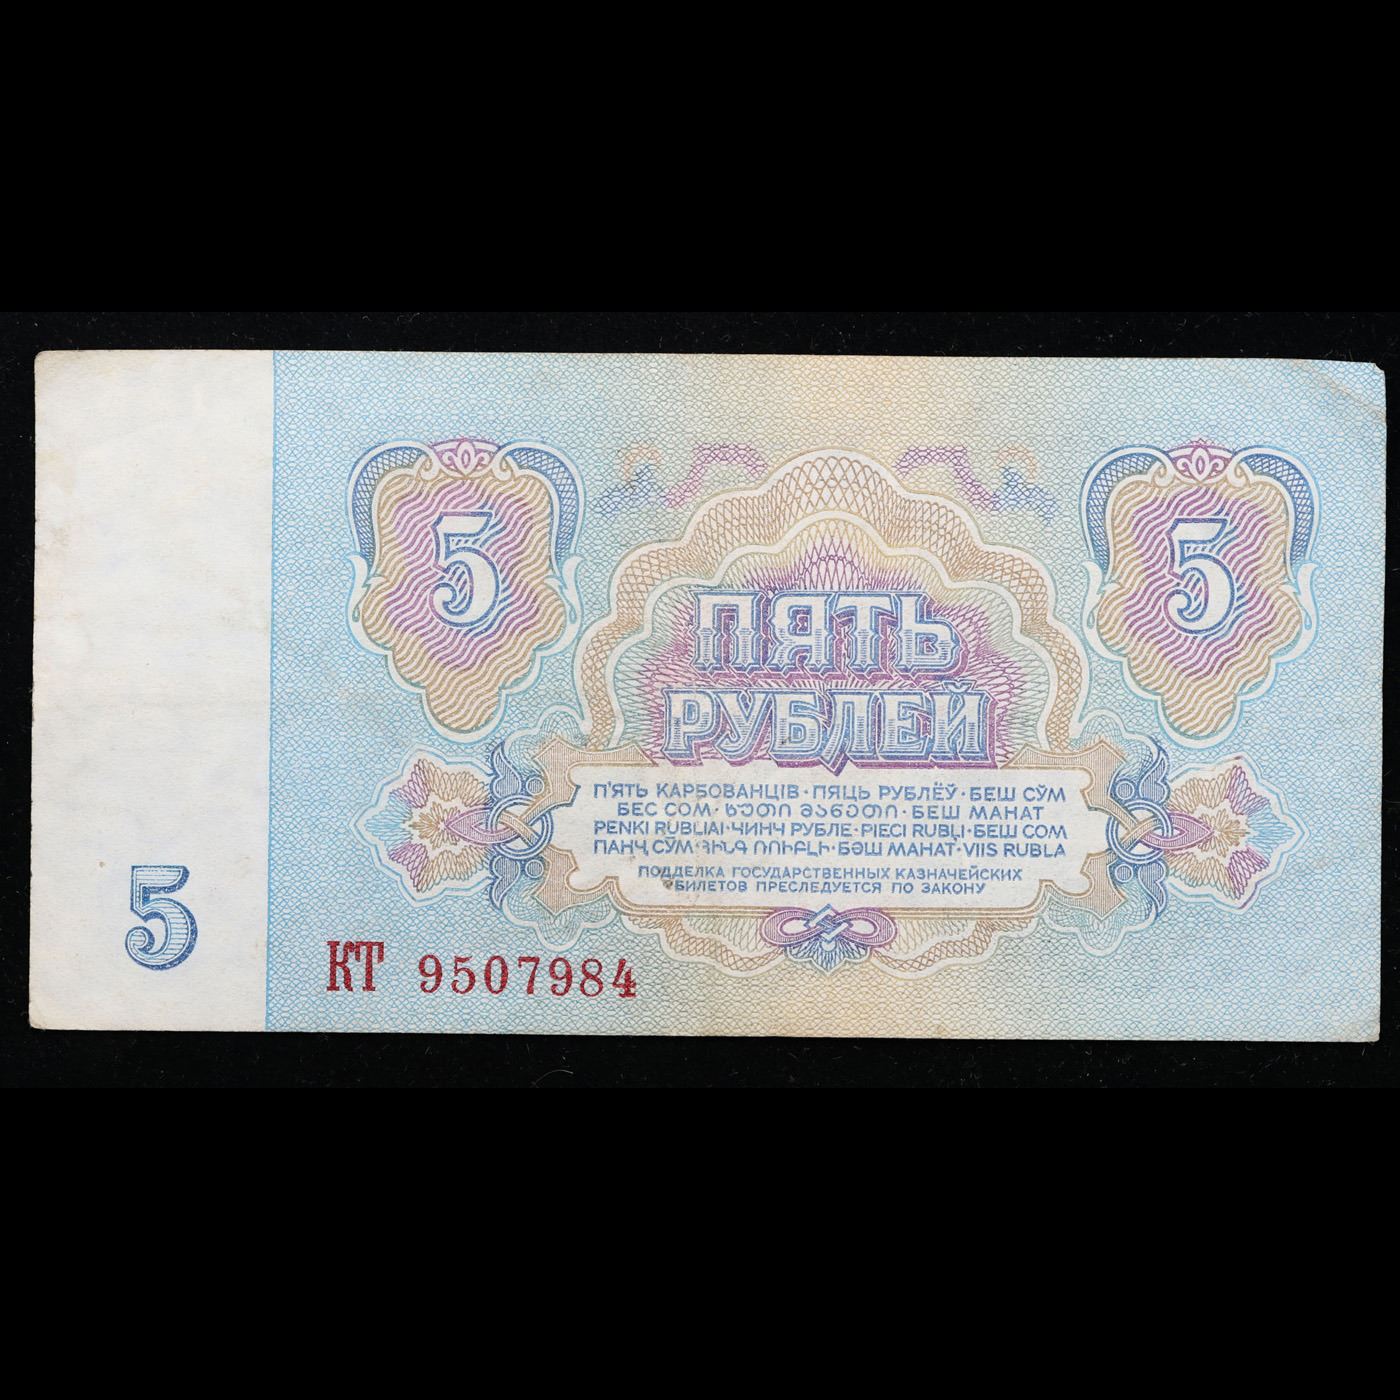 5
5
ПЯТЬ
РУБЛЕЙ
П'ЯТЬ КАРБОВАНЦІВ · ПЯЦЬ РУБЛЁЎ · БЕШ СЎМ
БЕС СОМ · ᲮᲣᲗᲘ ᲛᲐᲜᲔᲗᲘ · БЕШ МАНАТ
PENKI RUBLIAI · ЧИНЧ РУБЛЕ · PIECI RUBĻI · БЕШ СОМ
ПАНҶ СЎМ · ՀԻՆԳ ՌՈՒԲԼԻ · БӘШ МАНАТ · VIIS RUBLA
ПОДДЕЛКА ГОСУДАРСТВЕННЫХ КАЗНАЧЕЙСКИХ
БИЛЕТОВ ПРЕСЛЕДУЕТСЯ ПО ЗАКОНУ
5
КТ 9507984